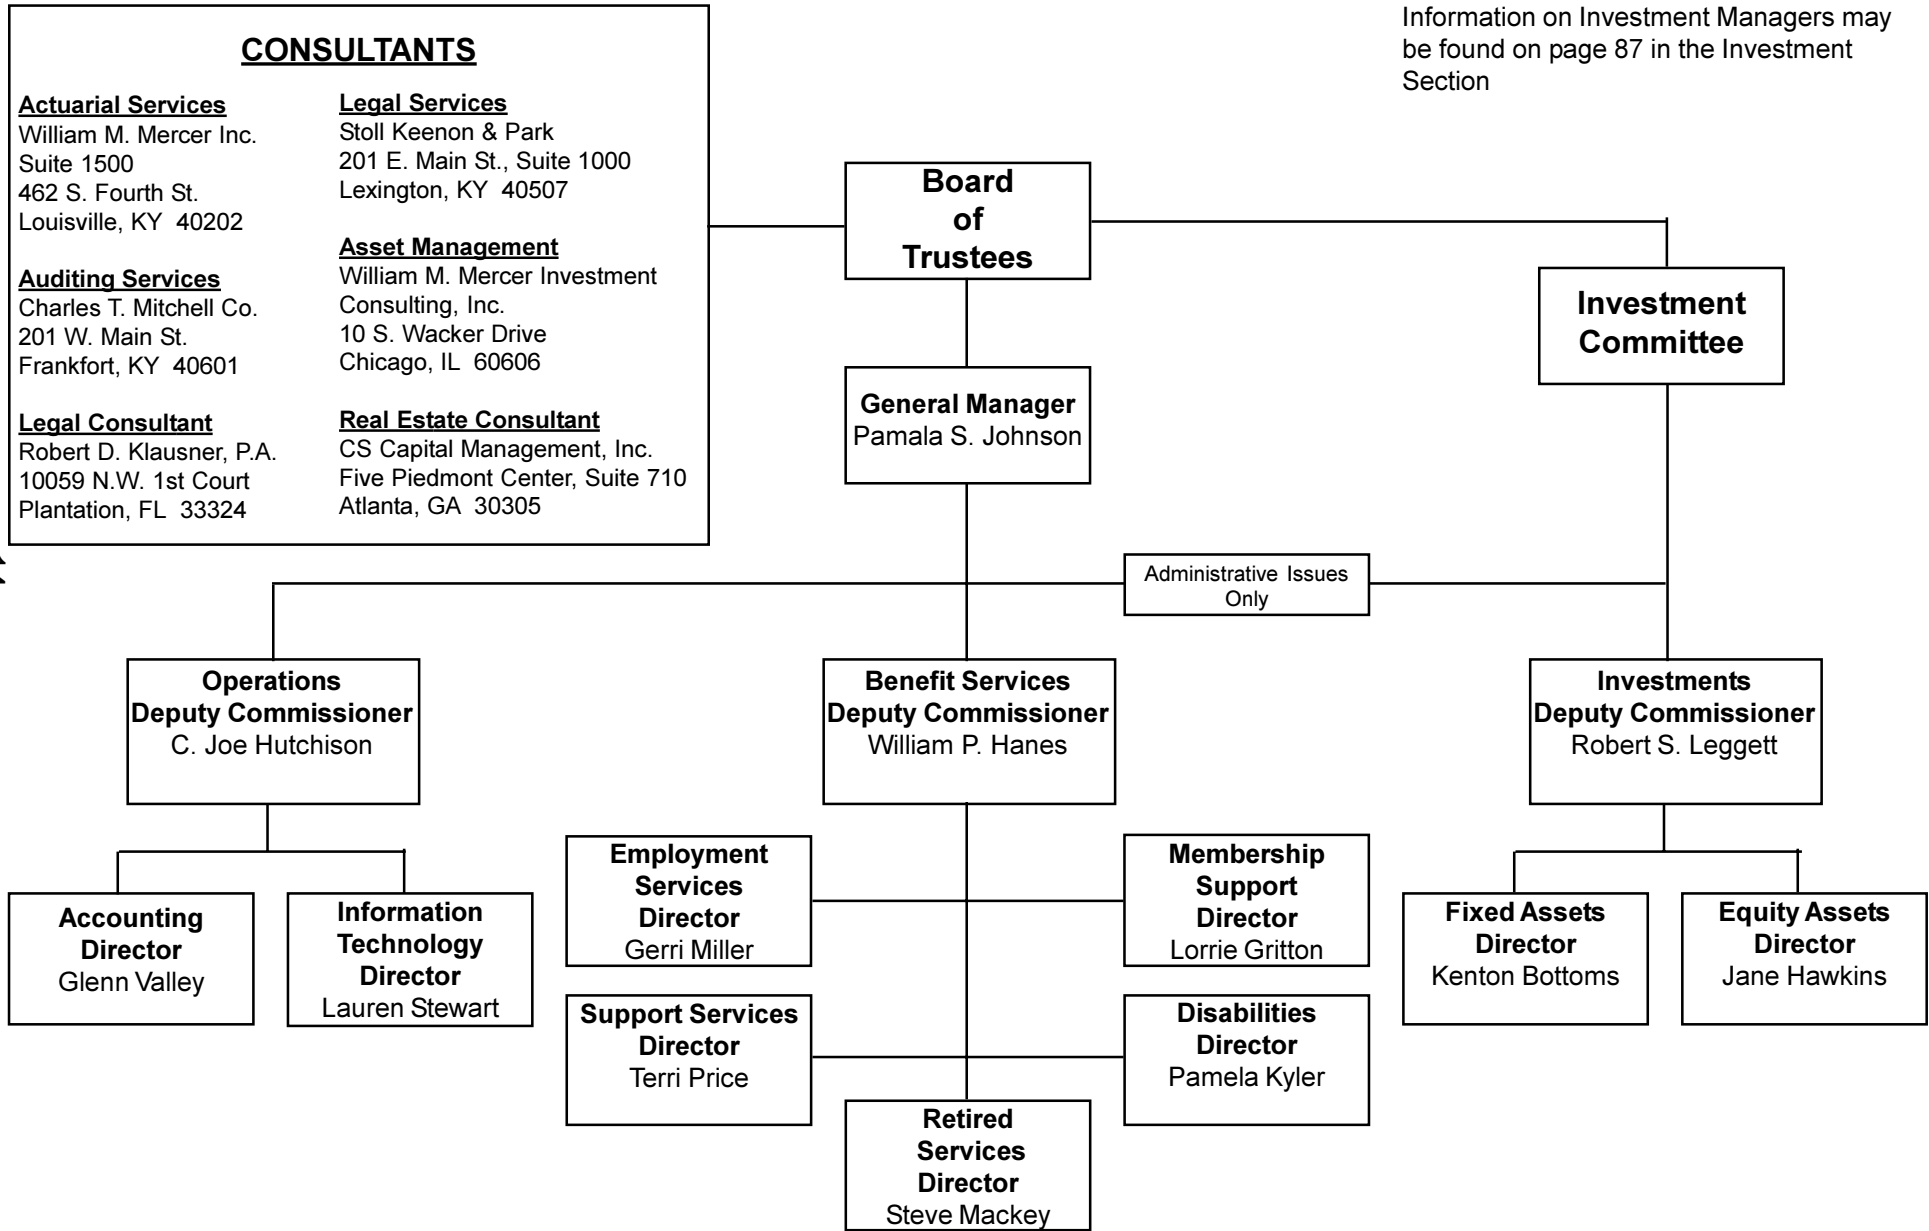 CONSULTANTS
Actuarial Services
William M. Mercer Inc.
Suite 1500
462 S. Fourth St.
Louisville, KY  40202
Auditing Services
Charles T. Mitchell Co.
201 W. Main St.
Frankfort, KY  40601
Legal Consultant
Robert D. Klausner, P.A.
10059 N.W. 1st Court
Plantation, FL  33324
Legal Services
Stoll Keenon & Park
201 E. Main St., Suite 1000
Lexington, KY  40507
Asset Management
William M. Mercer Investment
Consulting, Inc.
10 S. Wacker Drive
Chicago, IL  60606
Real Estate Consultant
CS Capital Management, Inc.
Five Piedmont Center, Suite 710
Atlanta, GA  30305
Information on Investment Managers may
be found on page 87 in the Investment
Section
Board
of
Trustees
Investment
Committee
General Manager
Pamala S. Johnson
Administrative Issues
Only
Operations
Deputy Commissioner
C. Joe Hutchison
Benefit Services
Deputy Commissioner
William P. Hanes
Investments
Deputy Commissioner
Robert S. Leggett
Accounting
Director
Glenn Valley
Information
Technology
Director
Lauren Stewart
Employment
Services
Director
Gerri Miller
Membership
Support
Director
Lorrie Gritton
Support Services
Director
Terri Price
Disabilities
Director
Pamela Kyler
Retired
Services
Director
Steve Mackey
Fixed Assets
Director
Kenton Bottoms
Equity Assets
Director
Jane Hawkins